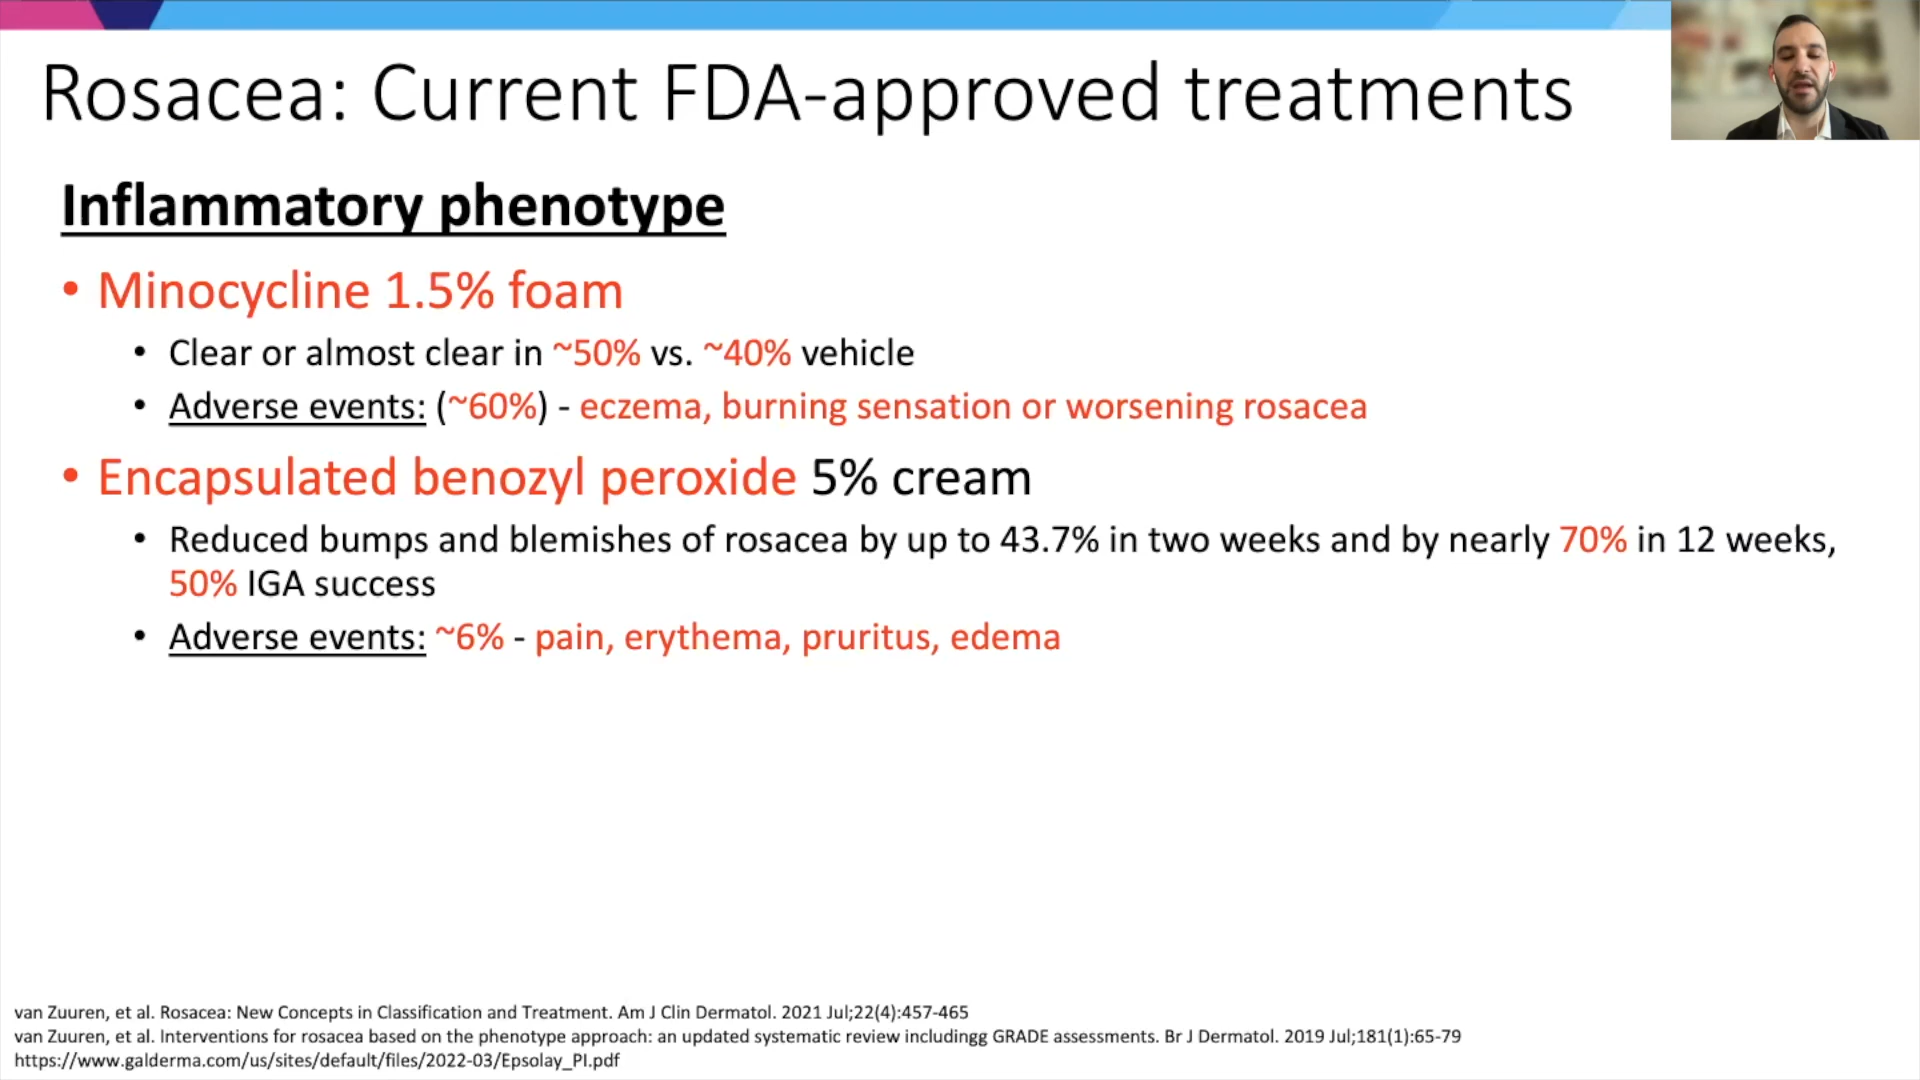 Rosacea: Current FDA-approved treatments
Inflammatory phenotype
• Minocycline 1.5% foam
• Clear or almost clear in ~50% vs. ~40% vehicle
• Adverse events: (~60%) - eczema, burning sensation or worsening rosacea
• Encapsulated benozyl peroxide 5% cream
• Reduced bumps and blemishes of rosacea by up to 43.7% in two weeks and by nearly 70% in 12 weeks,
50% IGA success
• Adverse events: ~6% - pain, erythema, pruritus, edema
van Zuuren, et al. Rosacea: New Concepts in Classification and Treatment. Am J Clin Dermatol. 2021 Jul;22(4):457-465
van Zuuren, et al. Interventions for rosacea based on the phenotype approach: an updated systematic review includingg GRADE assessments. Br J Dermatol. 2019 Jul;181(1):65-79
https://www.galderma.com/us/sites/default/files/2022-03/Epsolay_PI.pdf